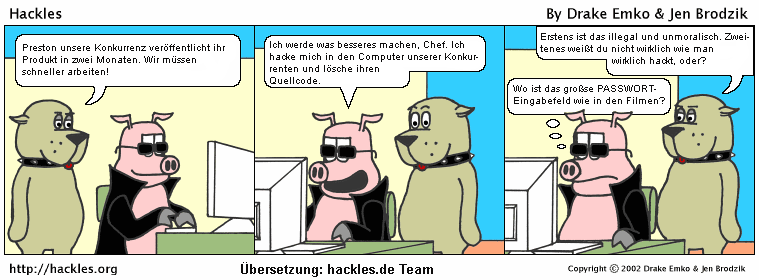 Hackles
By Drake Emko & Jen Brodzik
Preston unsere Konkurrenz veröffentlicht ihr
Produkt in zwei Monaten. Wir müssen
schneller arbeiten!
Ich werde was besseres machen, Chef. Ich
hacke mich in den Computer unserer Konkur-
renten und lösche ihren
Quellcode.
Erstens ist das illegal und unmoralisch. Zwei-
tenes weißt du nicht wirklich wie man
wirklich hackt, oder?
Wo ist das große PASSWORT-
Eingabefeld wie in den Filmen?
http://hackles.org
Übersetzung: hackles.de Team
Copyright © 2002 Drake Emko & Jen Brodzik